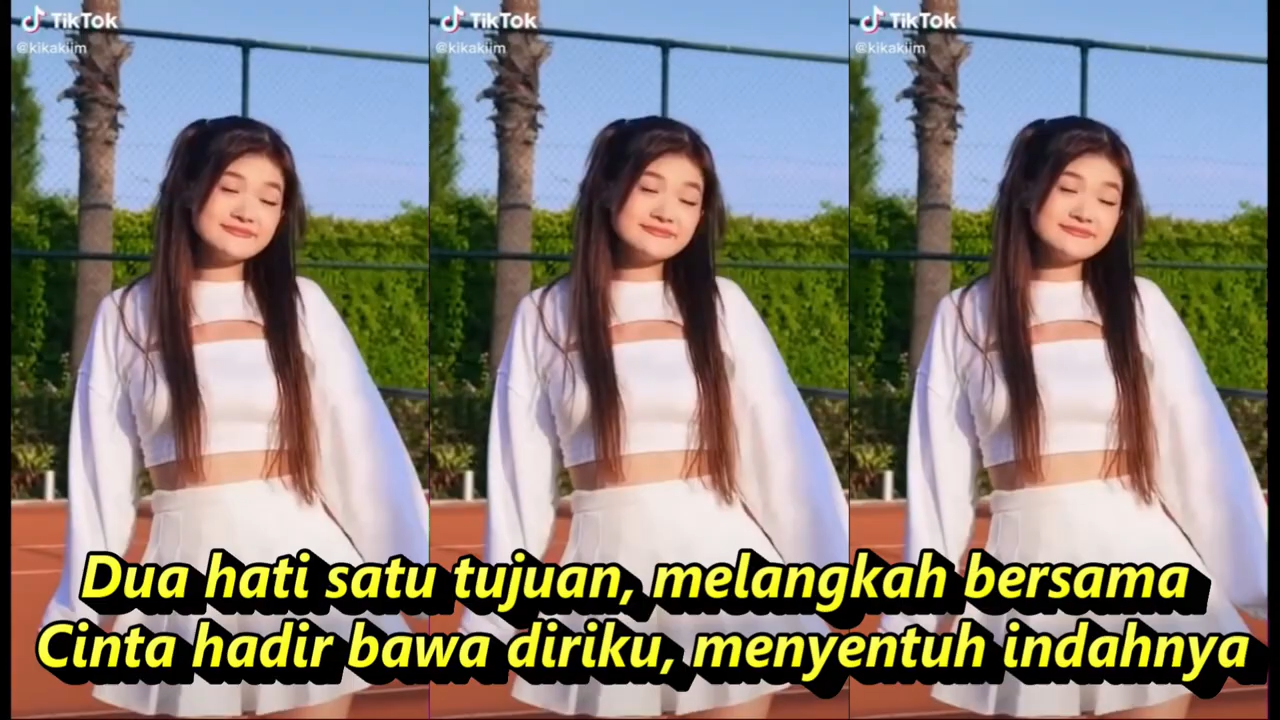 TikTok TikTok TikTok
@kikakiim @kikakiim @kikakiim
Dua hati satu tujuan, melangkah bersama
Cinta hadir bawa diriku, menyentuh indahnya